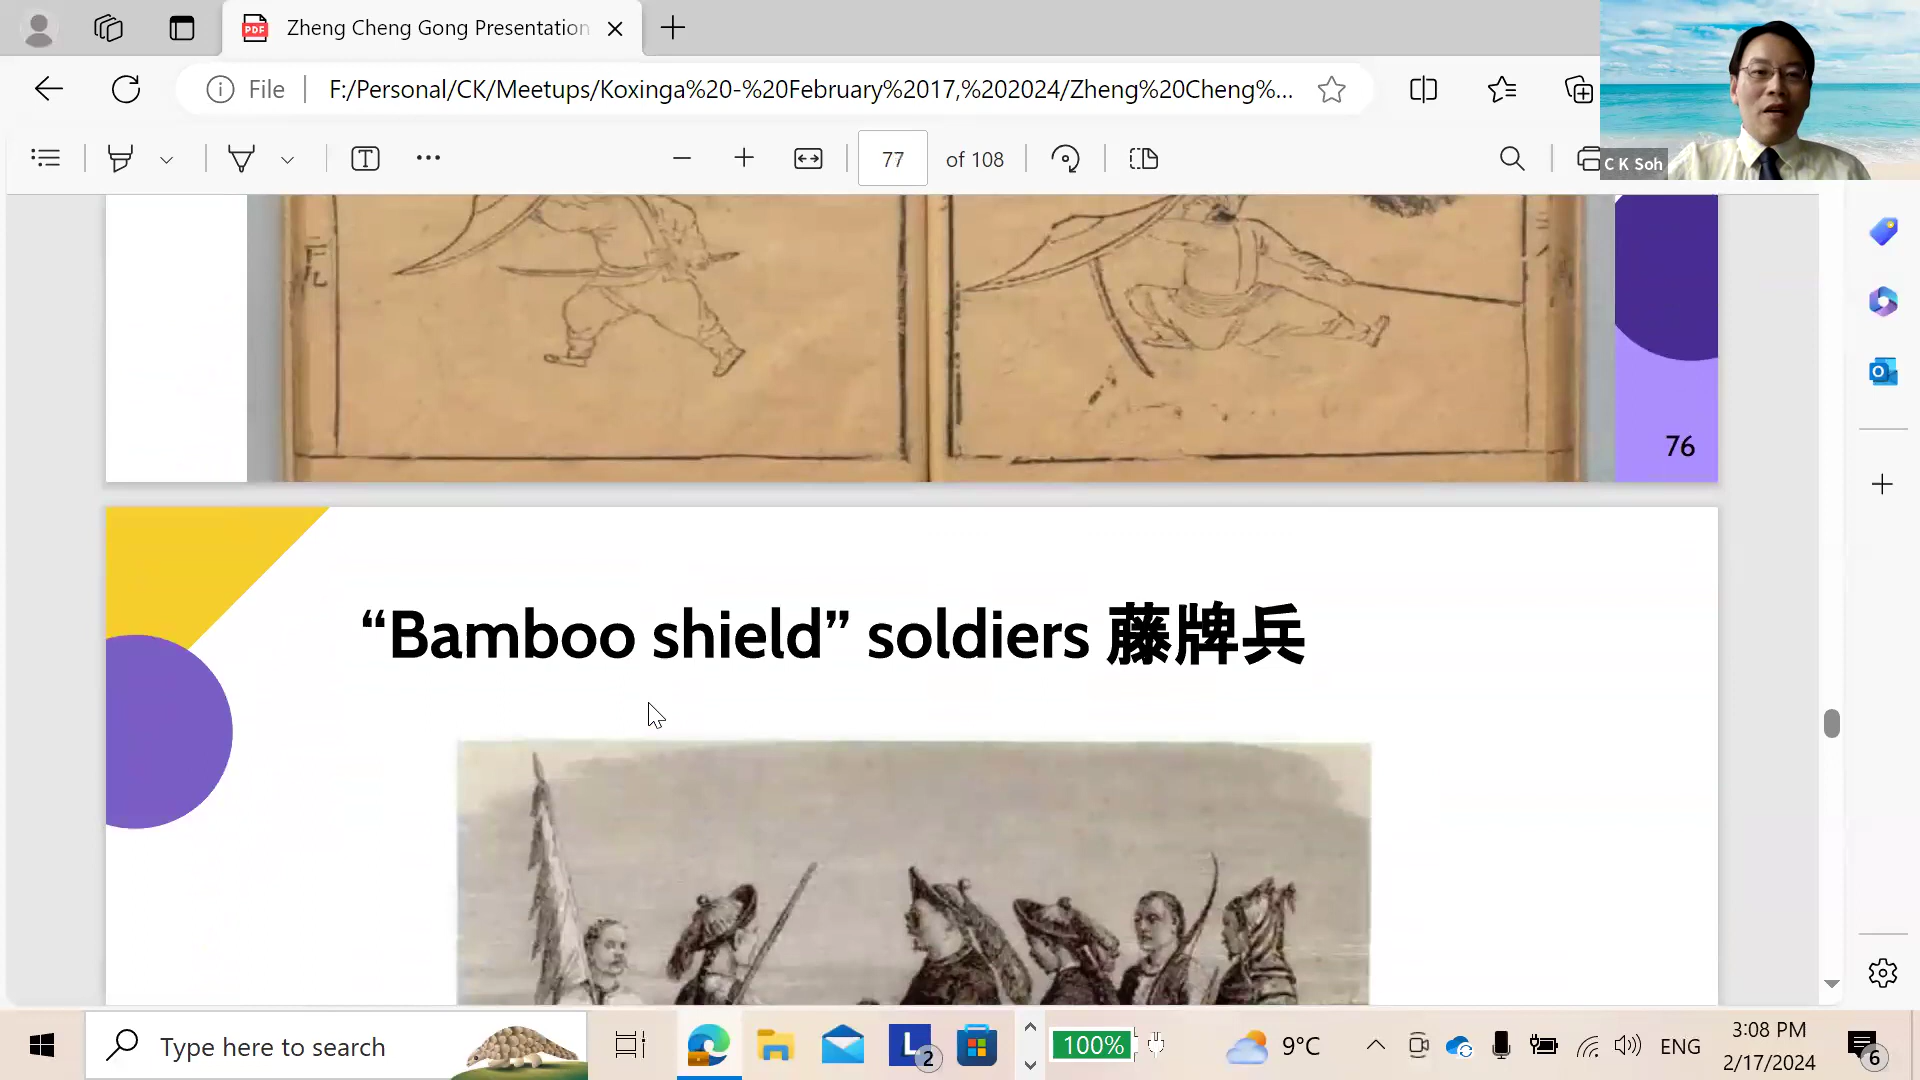 Zheng Cheng Gong Presentation
File
F:/Personal/CK/Meetups/Koxinga%20-%20February%2017,%202024/Zheng%20Cheng%...
77 of 108
C K Soh
76
“Bamboo shield” soldiers 藤牌兵
Type here to search
L
2
100%
9°C
ENG
3:08 PM
2/17/2024
6